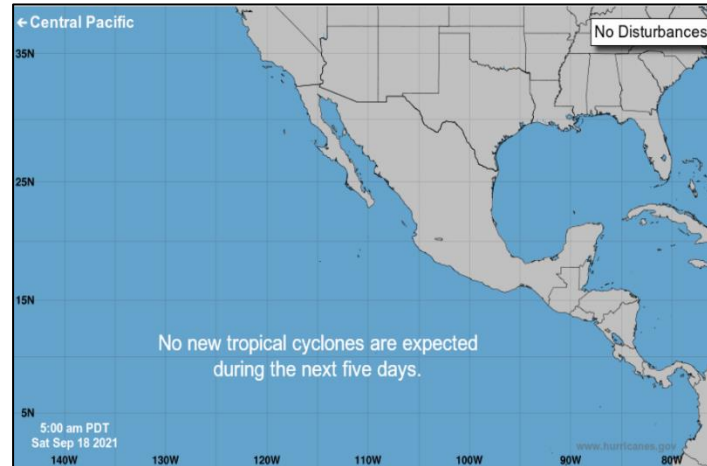 ← Central Pacific
No Disturbances
35N
25N
15N
No new tropical cyclones are expected
during the next five days.
5N
5:00 am PDT
Sat Sep 18 2021
www.hurricanes.gov
140W 130W 120W 110W 100W 90W 80W